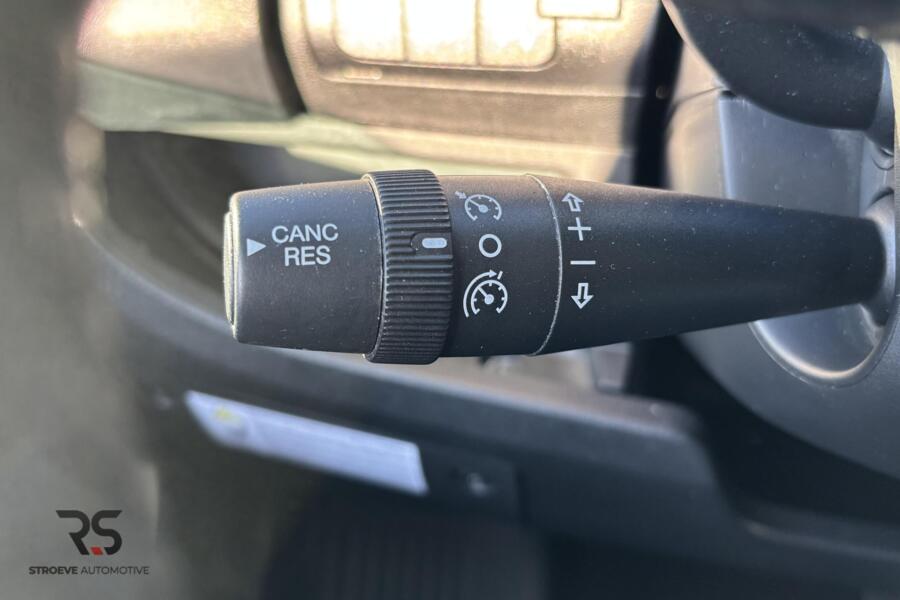 CANC
RES
+
−
RS
STROEVE AUTOMOTIVE